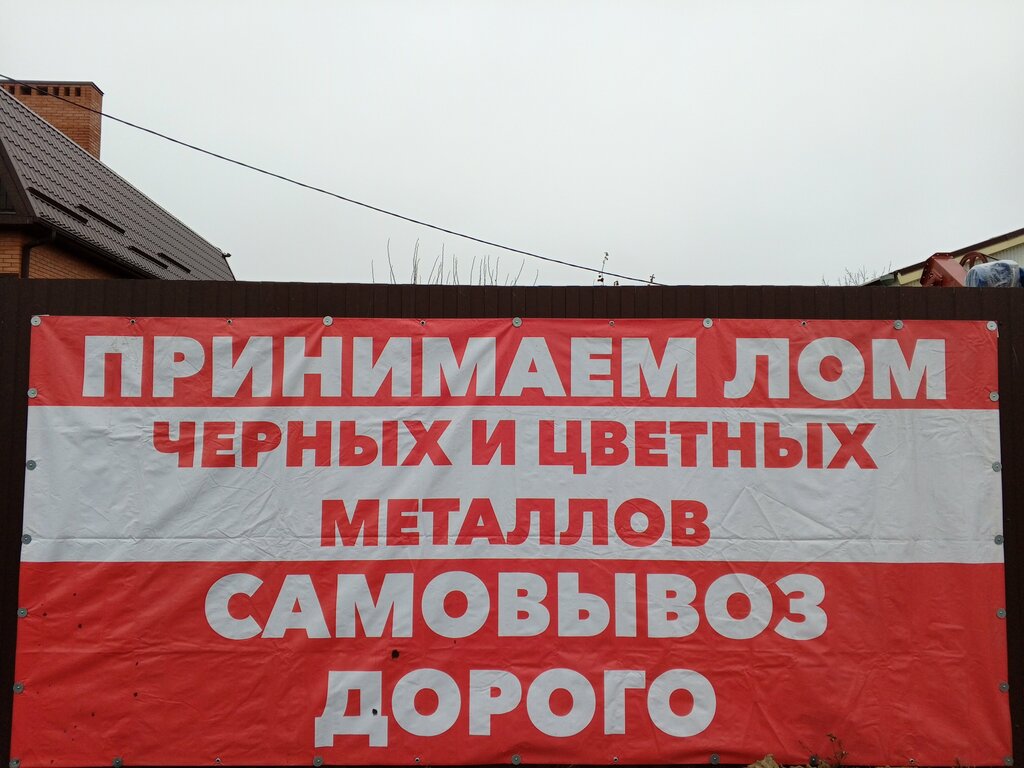 ПРИНИМАЕМ ЛОМ
ЧЕРНЫХ И ЦВЕТНЫХ
МЕТАЛЛОВ
САМОВЫВОЗ
ДОРОГО